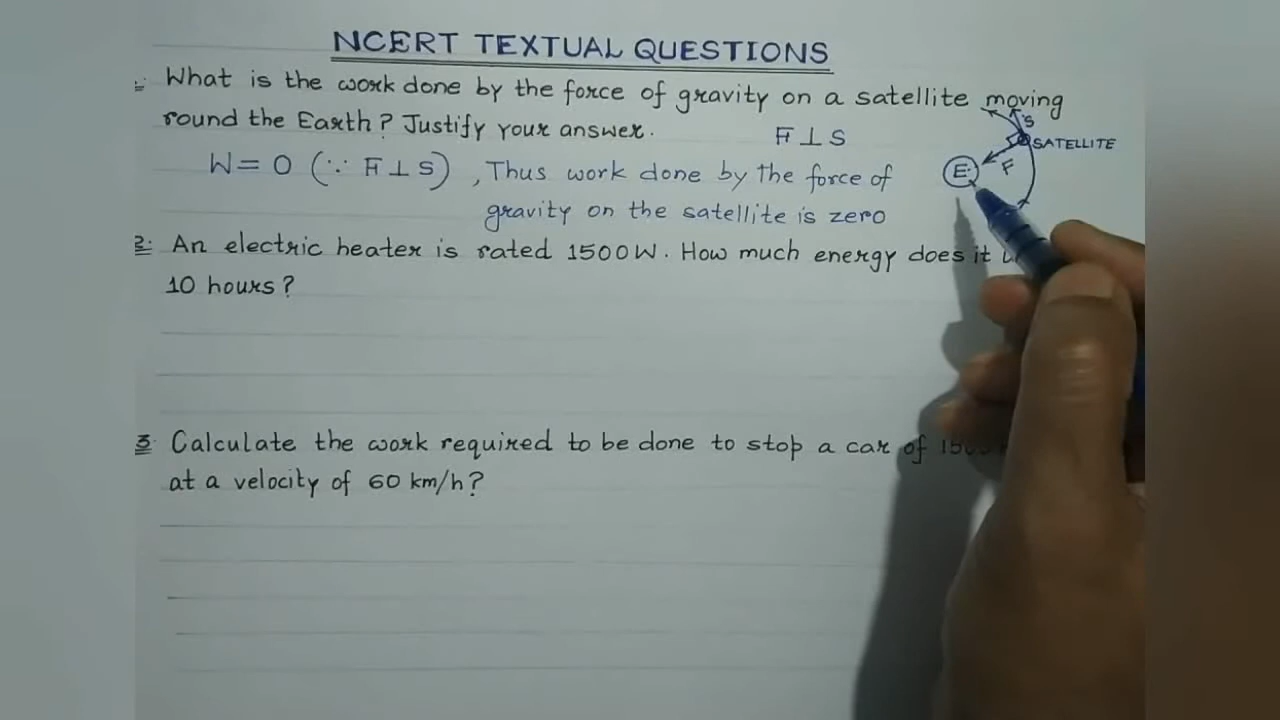 NCERT TEXTUAL QUESTIONS
What is the work done by the force of gravity on a satellite moving
round the Earth? Justify your answer.
F ⊥ S
S
SATELLITE
E
F
W = 0 (∵ F ⊥ S), Thus work done by the force of
gravity on the satellite is zero
2. An electric heater is rated 1500W. How much energy does it
10 hours?
3. Calculate the work required to be done to stop a car of
at a velocity of 60 km/h?